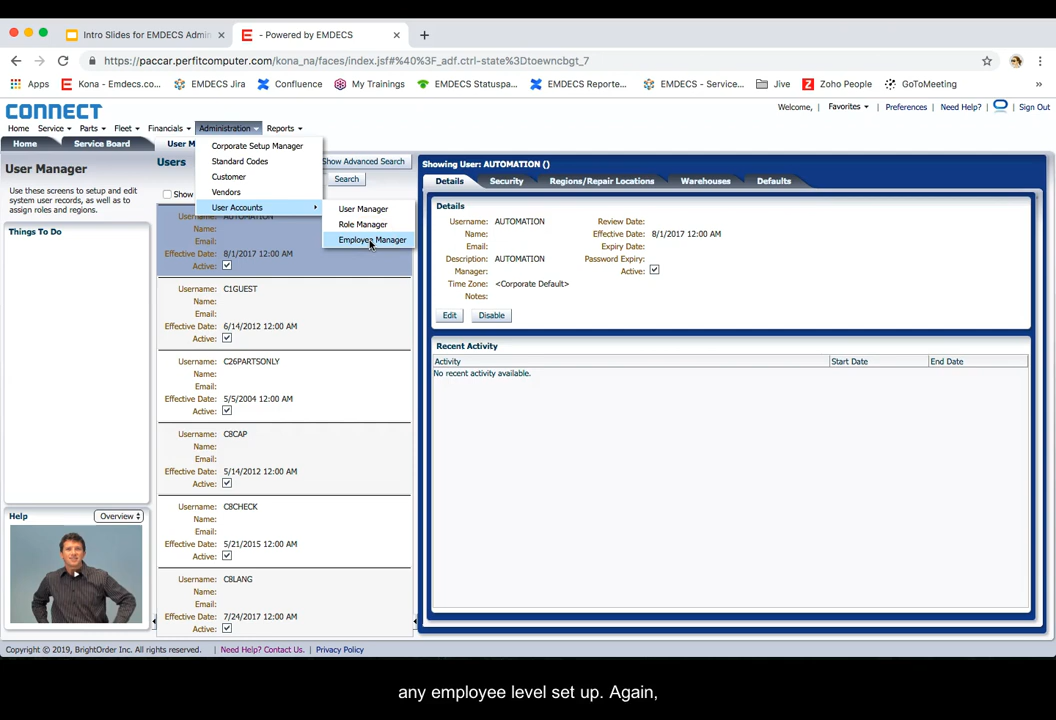 Intro Slides for EMDECS Admin
- Powered by EMDECS
https://paccar.perfitcomputer.com/kona_na/faces/index.jsf#%40%3F_adf.ctrl-state%3Dtoewncbgt_7
Apps
Kona - Emdecs.co...
EMDECS Jira
Confluence
My Trainings
EMDECS Statuspa...
EMDECS Reporte...
EMDECS - Service...
Jive
Zoho People
GoToMeeting
»
CONNECT
Welcome, | Favorites | Preferences | Need Help? | Sign Out
Home Service Parts Fleet Financials Administration Reports
Home Service Board User M
Corporate Setup Manager
Standard Codes
Customer
Vendors
User Accounts
User Manager
Role Manager
Employee Manager
User Manager
Use these screens to setup and edit
system user records, as well as to
assign roles and regions.
Things To Do
Help Overview
Users
Show Advanced Search
Search
Show
Username: AUTOMATION
Name:
Email:
Effective Date: 8/1/2017 12:00 AM
Active:
Username: C1GUEST
Name:
Email:
Effective Date: 6/14/2012 12:00 AM
Active:
Username: C26PARTSONLY
Name:
Email:
Effective Date: 5/5/2004 12:00 AM
Active:
Username: C8CAP
Name:
Email:
Effective Date: 5/14/2012 12:00 AM
Active:
Username: C8CHECK
Name:
Email:
Effective Date: 5/21/2015 12:00 AM
Active:
Username: C8LANG
Name:
Email:
Effective Date: 7/24/2017 12:00 AM
Active:
Showing User: AUTOMATION ()
Details Security Regions/Repair Locations Warehouses Defaults
Details
Username: AUTOMATION Review Date:
Name: Effective Date: 8/1/2017 12:00 AM
Email: Expiry Date:
Description: AUTOMATION Password Expiry:
Manager: Active:
Time Zone: <Corporate Default>
Notes:
Edit Disable
Recent Activity
Activity Start Date End Date
No recent activity available.
Copyright © 2019, BrightOrder Inc. All rights reserved. | Need Help? Contact Us. | Privacy Policy
any employee level set up. Again,